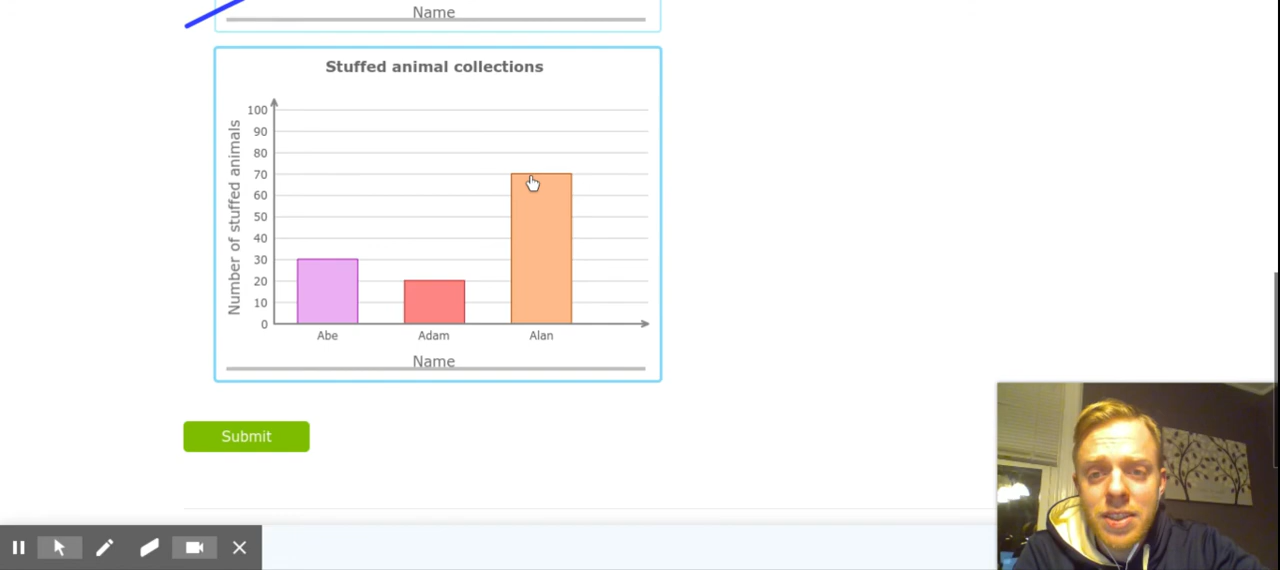 Name
Stuffed animal collections
Number of stuffed animals
100
90
80
70
60
50
40
30
20
10
0
Abe Adam Alan
Name
Submit